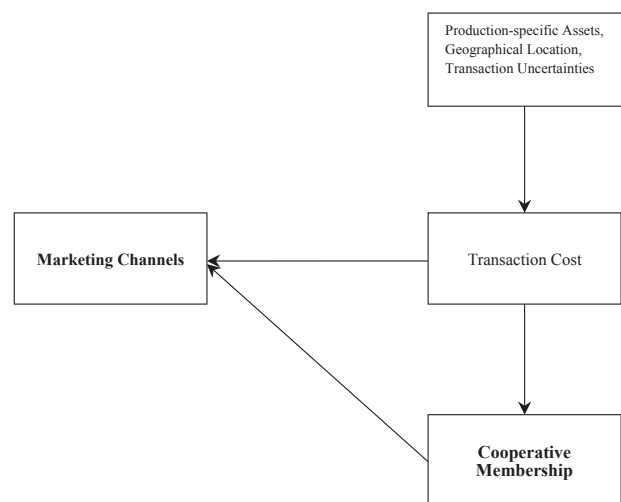 Production-specific Assets,
Geographical Location,
Transaction Uncertainties
Marketing Channels
Transaction Cost
Cooperative
Membership